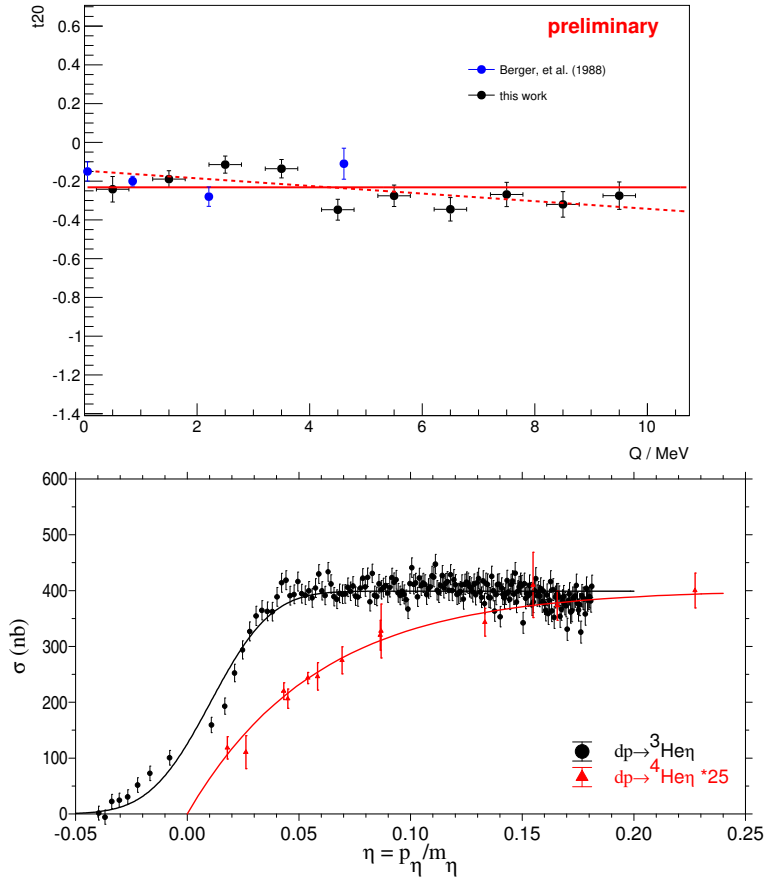 t20
preliminary
Berger, et al. (1988)
this work
0.6
0.4
0.2
0
-0.2
-0.4
-0.6
-0.8
-1
-1.2
-1.4
0 2 4 6 8 10
Q / MeV
σ (nb)
600
500
400
300
200
100
0
dp→³Heη
dp→⁴Heη *25
-0.05 0.00 0.05 0.10 0.15 0.20 0.25
η = p_η/m_η